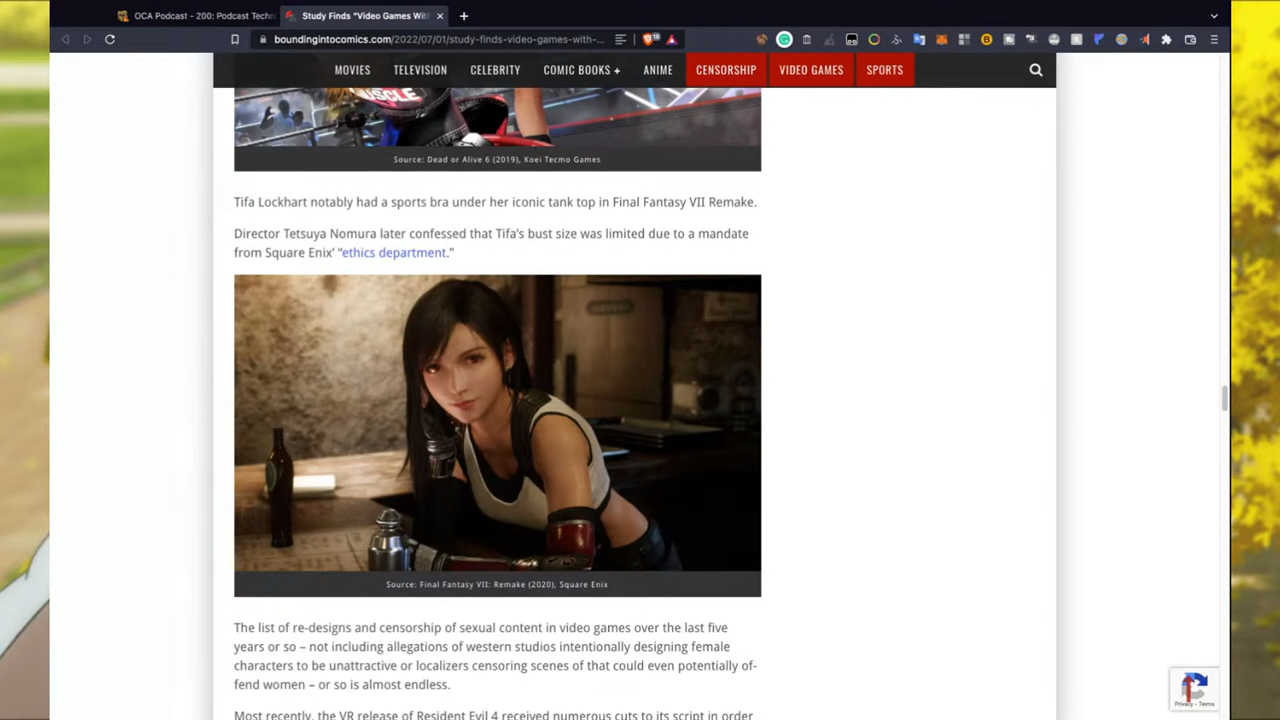 OCA Podcast - 200: Podcast Techn
Study Finds "Video Games With
boundingintocomics.com/2022/07/01/study-finds-video-games-with-...
MOVIES TELEVISION CELEBRITY COMIC BOOKS + ANIME CENSORSHIP VIDEO GAMES SPORTS
MUSCLE
Source: Dead or Alive 6 (2019), Koei Tecmo Games
Tifa Lockhart notably had a sports bra under her iconic tank top in Final Fantasy VII Remake.
Director Tetsuya Nomura later confessed that Tifa's bust size was limited due to a mandate
from Square Enix' “ethics department.”
Source: Final Fantasy VII: Remake (2020), Square Enix
The list of re-designs and censorship of sexual content in video games over the last five
years or so – not including allegations of western studios intentionally designing female
characters to be unattractive or localizers censoring scenes of that could even potentially of-
fend women – or so is almost endless.
Most recently, the VR release of Resident Evil 4 received numerous cuts to its script in order
Privacy - Terms